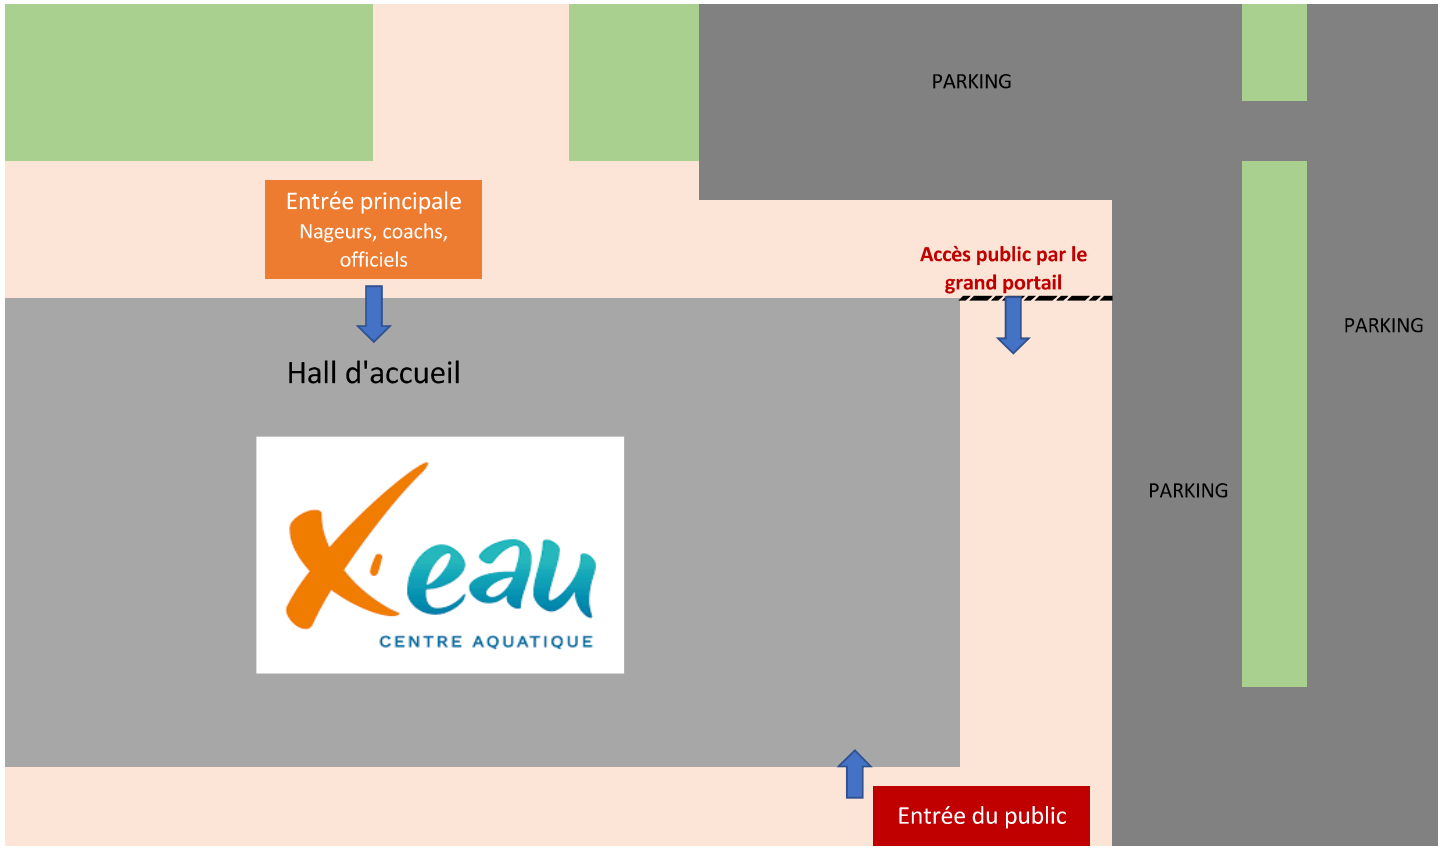 PARKING
Entrée principale
Nageurs, coachs,
officiels
Accès public par le
grand portail
PARKING
Hall d'accueil
PARKING
X'eau
CENTRE AQUATIQUE
Entrée du public